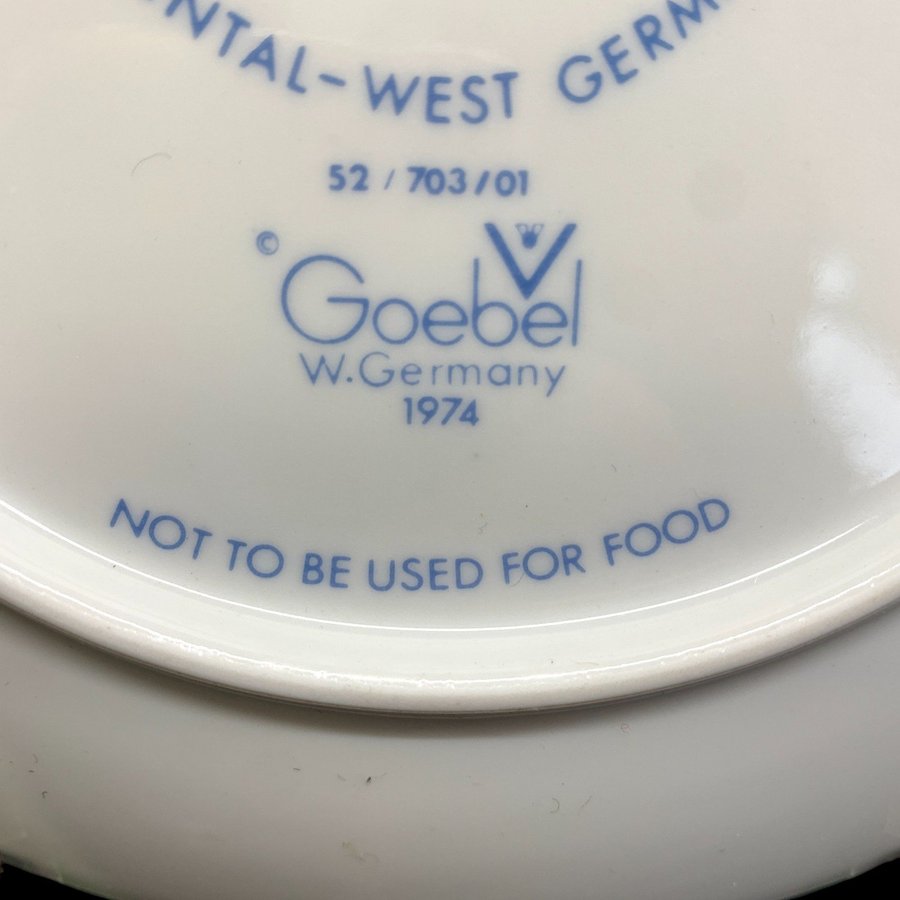 NTAL-WEST GERM
52 / 703/01
© Goebel
W.Germany
1974
NOT TO BE USED FOR FOOD